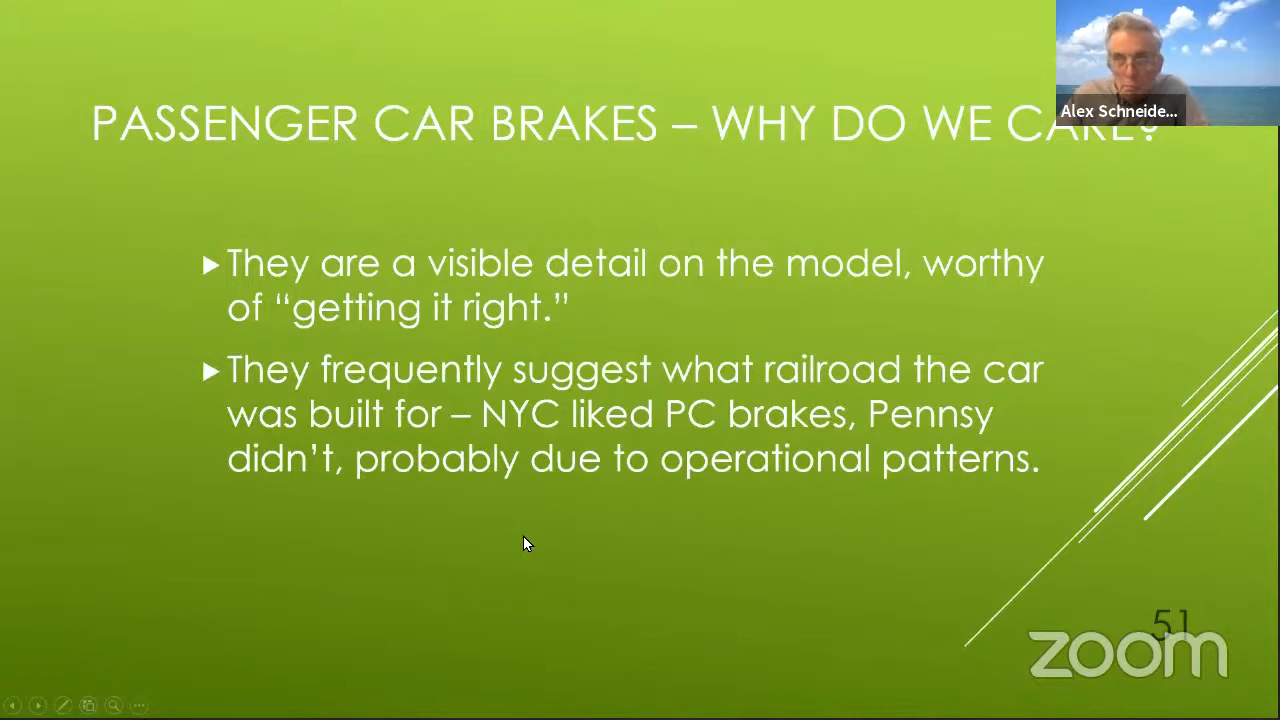 PASSENGER CAR BRAKES – WHY DO WE CARE?
Alex Schneide...
They are a visible detail on the model, worthy
of “getting it right.”
They frequently suggest what railroad the car
was built for – NYC liked PC brakes, Pennsy
didn’t, probably due to operational patterns.
51
zoom